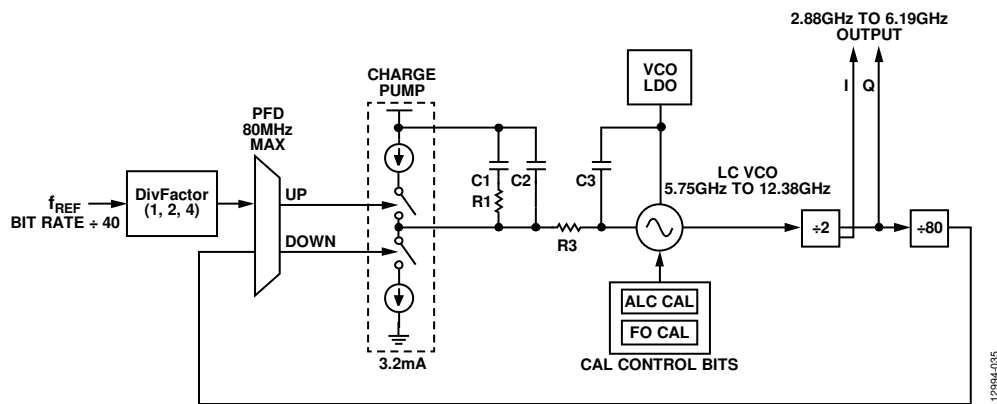 2.88GHz TO 6.19GHz
OUTPUT
I
Q
VCO
LDO
CHARGE
PUMP
PFD
80MHz
MAX
LC VCO
5.75GHz TO 12.38GHz
C1
C2
C3
R1
DivFactor
(1, 2, 4)
UP
fREF
BIT RATE ÷ 40
DOWN
R3
÷2
÷80
ALC CAL
FO CAL
3.2mA
CAL CONTROL BITS
12994-035